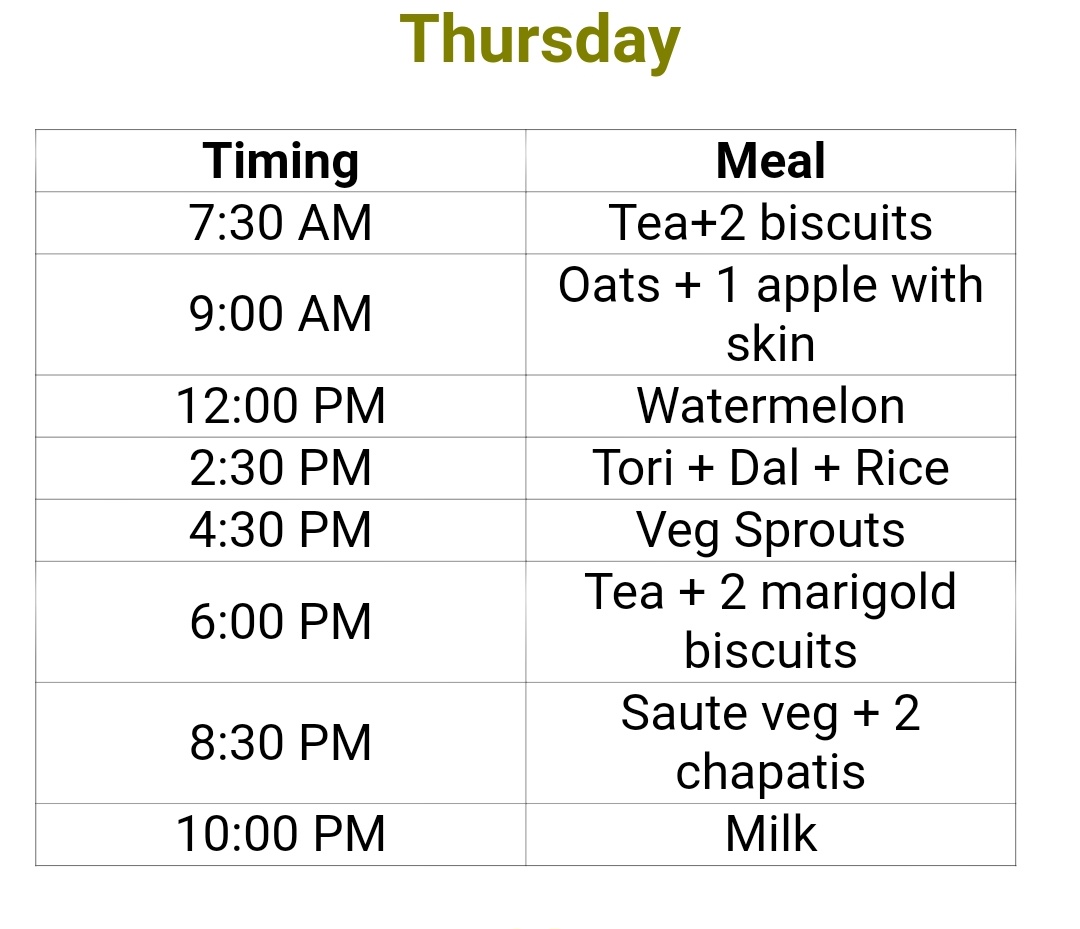 Thursday
Timing Meal
7:30 AM Tea+2 biscuits
9:00 AM Oats + 1 apple with
skin
12:00 PM Watermelon
2:30 PM Tori + Dal + Rice
4:30 PM Veg Sprouts
6:00 PM Tea + 2 marigold
biscuits
8:30 PM Saute veg + 2
chapatis
10:00 PM Milk